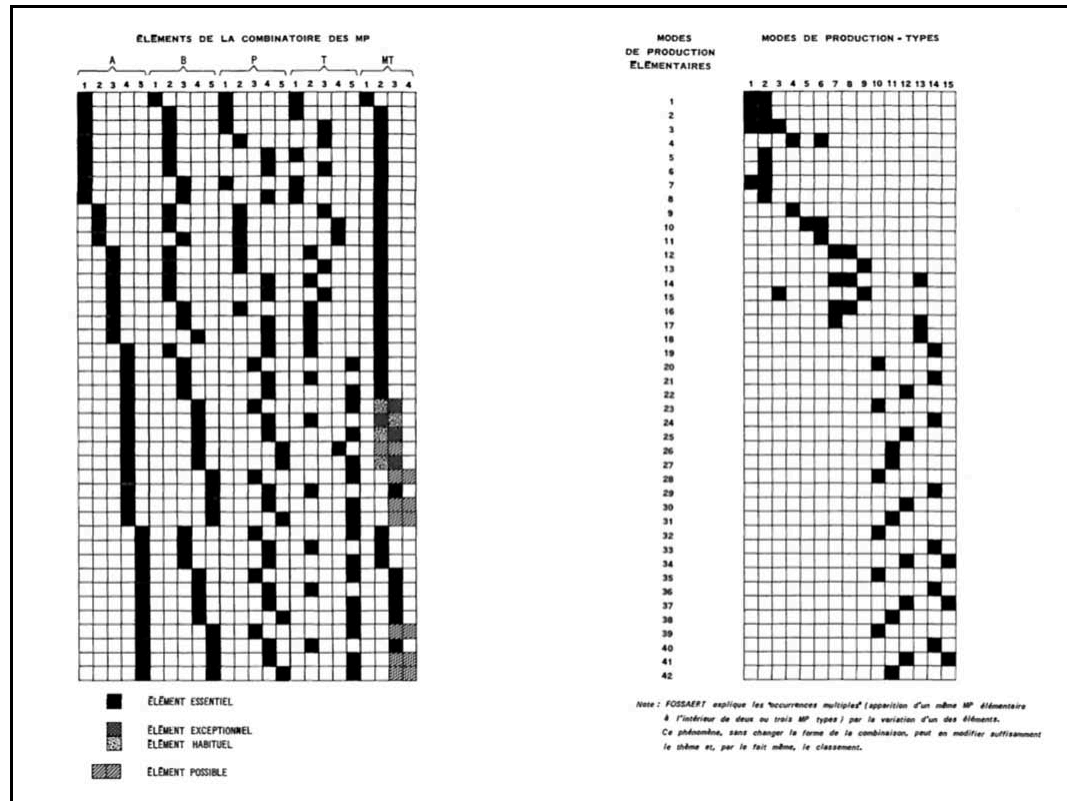 ÉLÉMENTS DE LA COMBINATOIRE DES MP
A B P T MT
1 2 3 4 5 1 2 3 4 5 1 2 3 4 5 1 2 3 4 5 1 2 3 4
MODES
DE PRODUCTION
ÉLÉMENTAIRES
MODES DE PRODUCTION - TYPES
1 2 3 4 5 6 7 8 9 10 11 12 13 14 15
1
2
3
4
5
6
7
8
9
10
11
12
13
14
15
16
17
18
19
20
21
22
23
24
25
26
27
28
29
30
31
32
33
34
35
36
37
38
39
40
41
42
ÉLÉMENT ESSENTIEL
ÉLÉMENT EXCEPTIONNEL
ÉLÉMENT HABITUEL
ÉLÉMENT POSSIBLE
Note : FOSSAERT explique les "occurrences multiples" (apparition d'un même MP élémentaire
à l'intérieur de deux ou trois MP types) par la variation d'un des éléments.
Ce phénomène, sans changer la forme de la combinaison, peut en modifier suffisamment
le thème et, par le fait même, le classement.